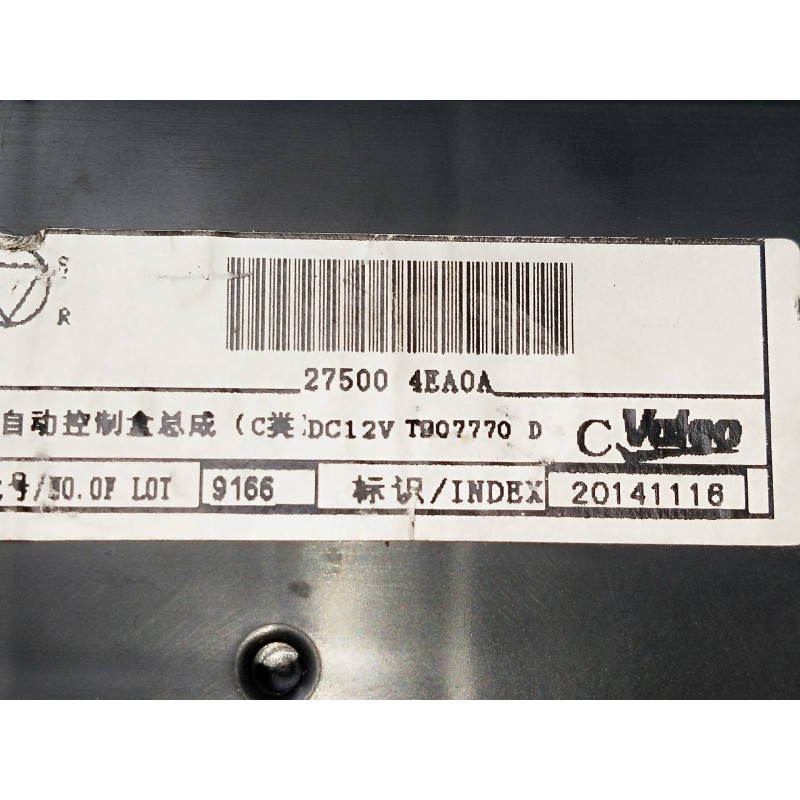 S
R
27500 4EA0A
自动控制盒总成 (C类) DC12V TB07770 D C Valeo
号/NO.OF LOT 9166 标识/INDEX 20141116